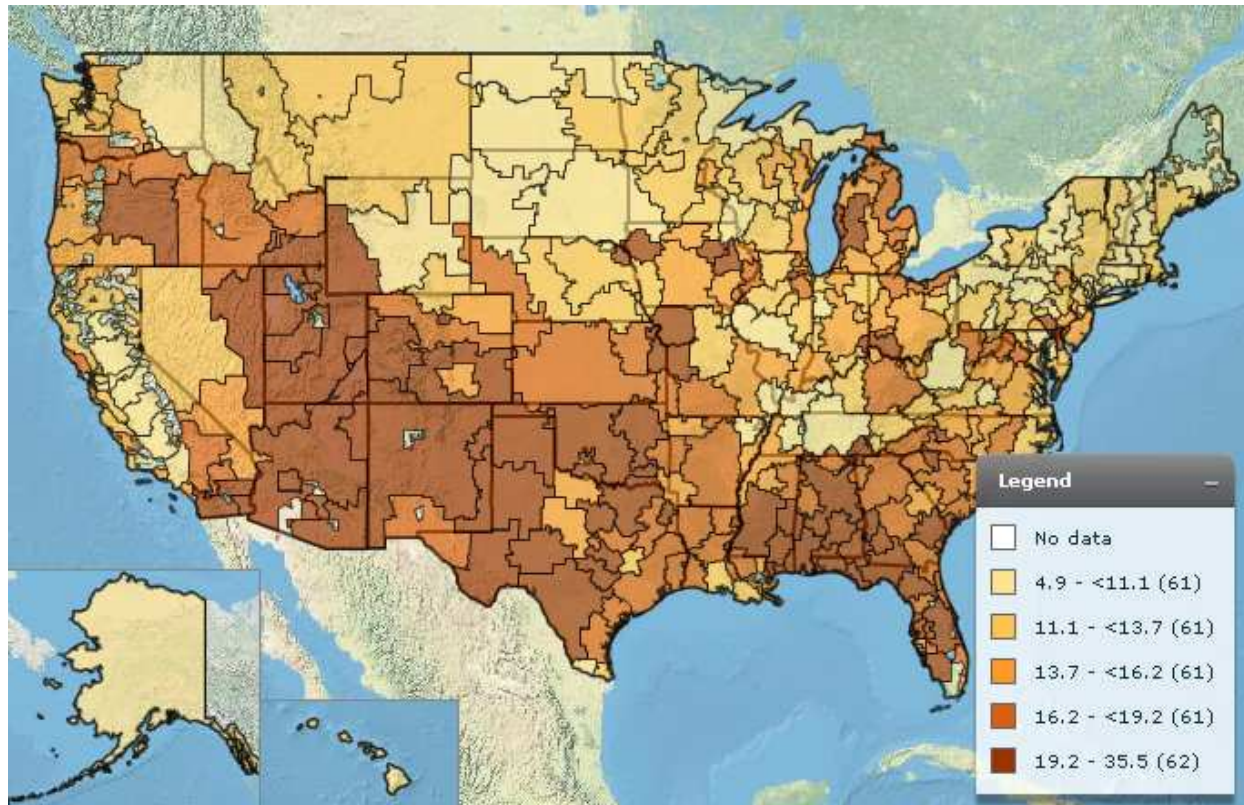 Legend
No data
4.9 - <11.1 (61)
11.1 - <13.7 (61)
13.7 - <16.2 (61)
16.2 - <19.2 (61)
19.2 - 35.5 (62)